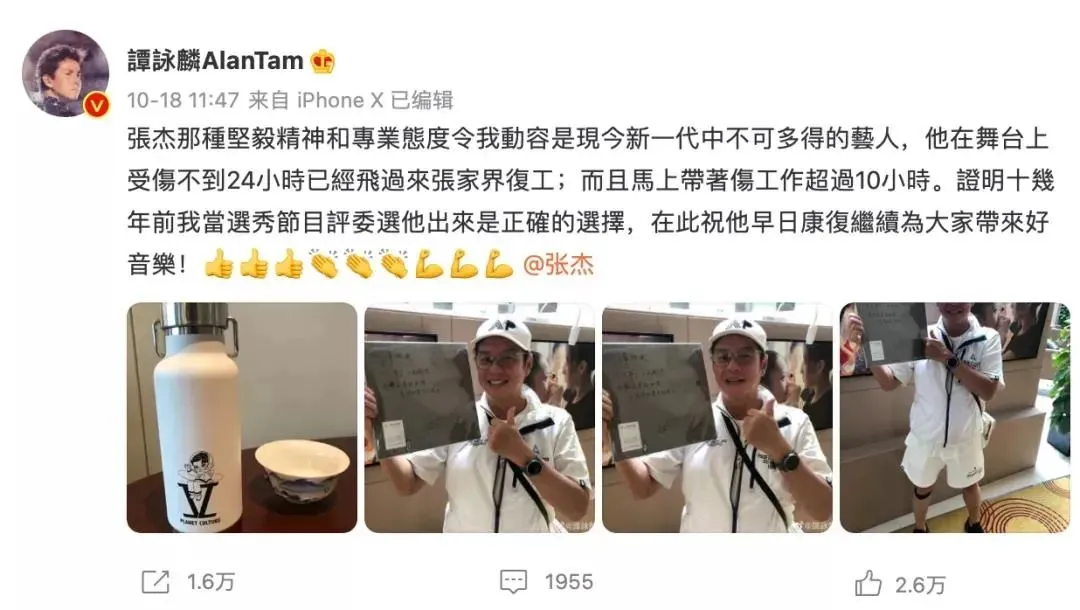 譚詠麟AlanTam
10-18 11:47 来自 iPhone X 已编辑
張杰那種堅毅精神和專業態度令我動容是現今新一代中不可多得的藝人，他在舞台上
受傷不到24小時已經飛過來張家界復工；而且馬上帶著傷工作超過10小時。證明十幾
年前我當選秀節目評委選他出來是正確的選擇，在此祝他早日康復繼續為大家帶來好
音樂！👍👍👍👏👏👏💪💪💪 @张杰
PLANET CULTURE
1.6万
1955
2.6万